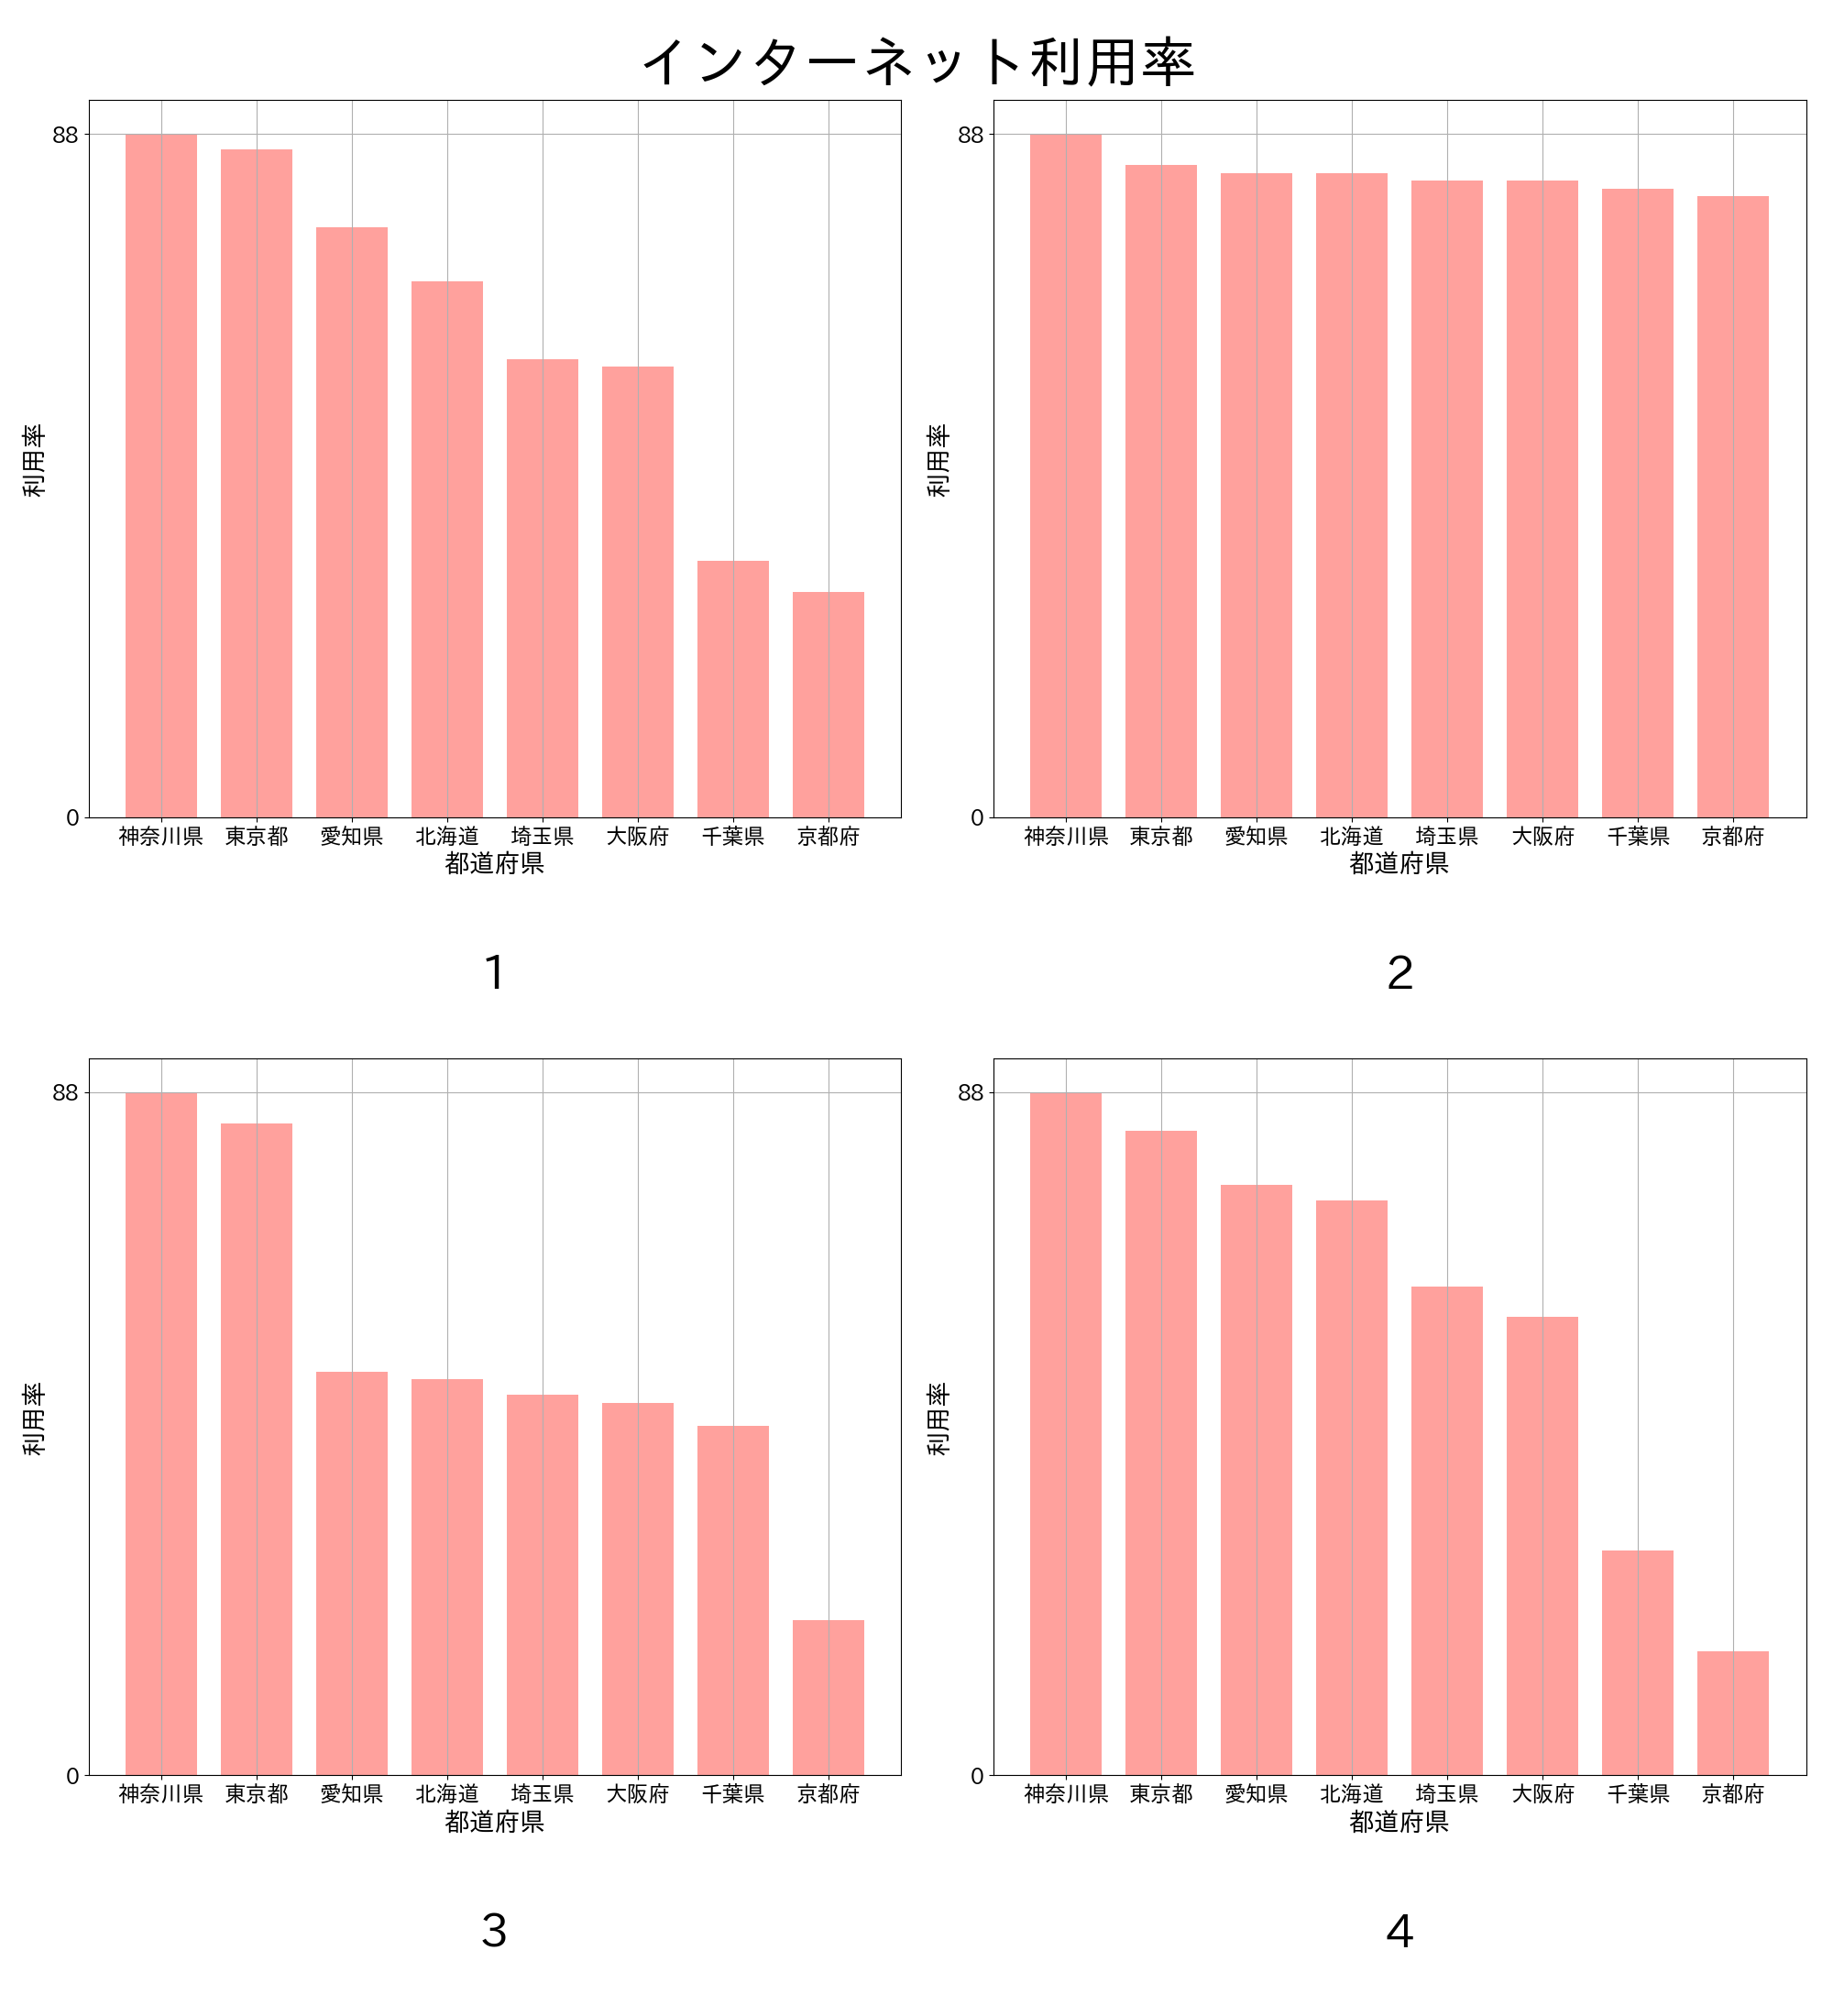 インターネット利用率
88
0
利用率
神奈川県 東京都 愛知県 北海道 埼玉県 大阪府 千葉県 京都府
都道府県
1
88
0
利用率
神奈川県 東京都 愛知県 北海道 埼玉県 大阪府 千葉県 京都府
都道府県
2
88
0
利用率
神奈川県 東京都 愛知県 北海道 埼玉県 大阪府 千葉県 京都府
都道府県
3
88
0
利用率
神奈川県 東京都 愛知県 北海道 埼玉県 大阪府 千葉県 京都府
都道府県
4